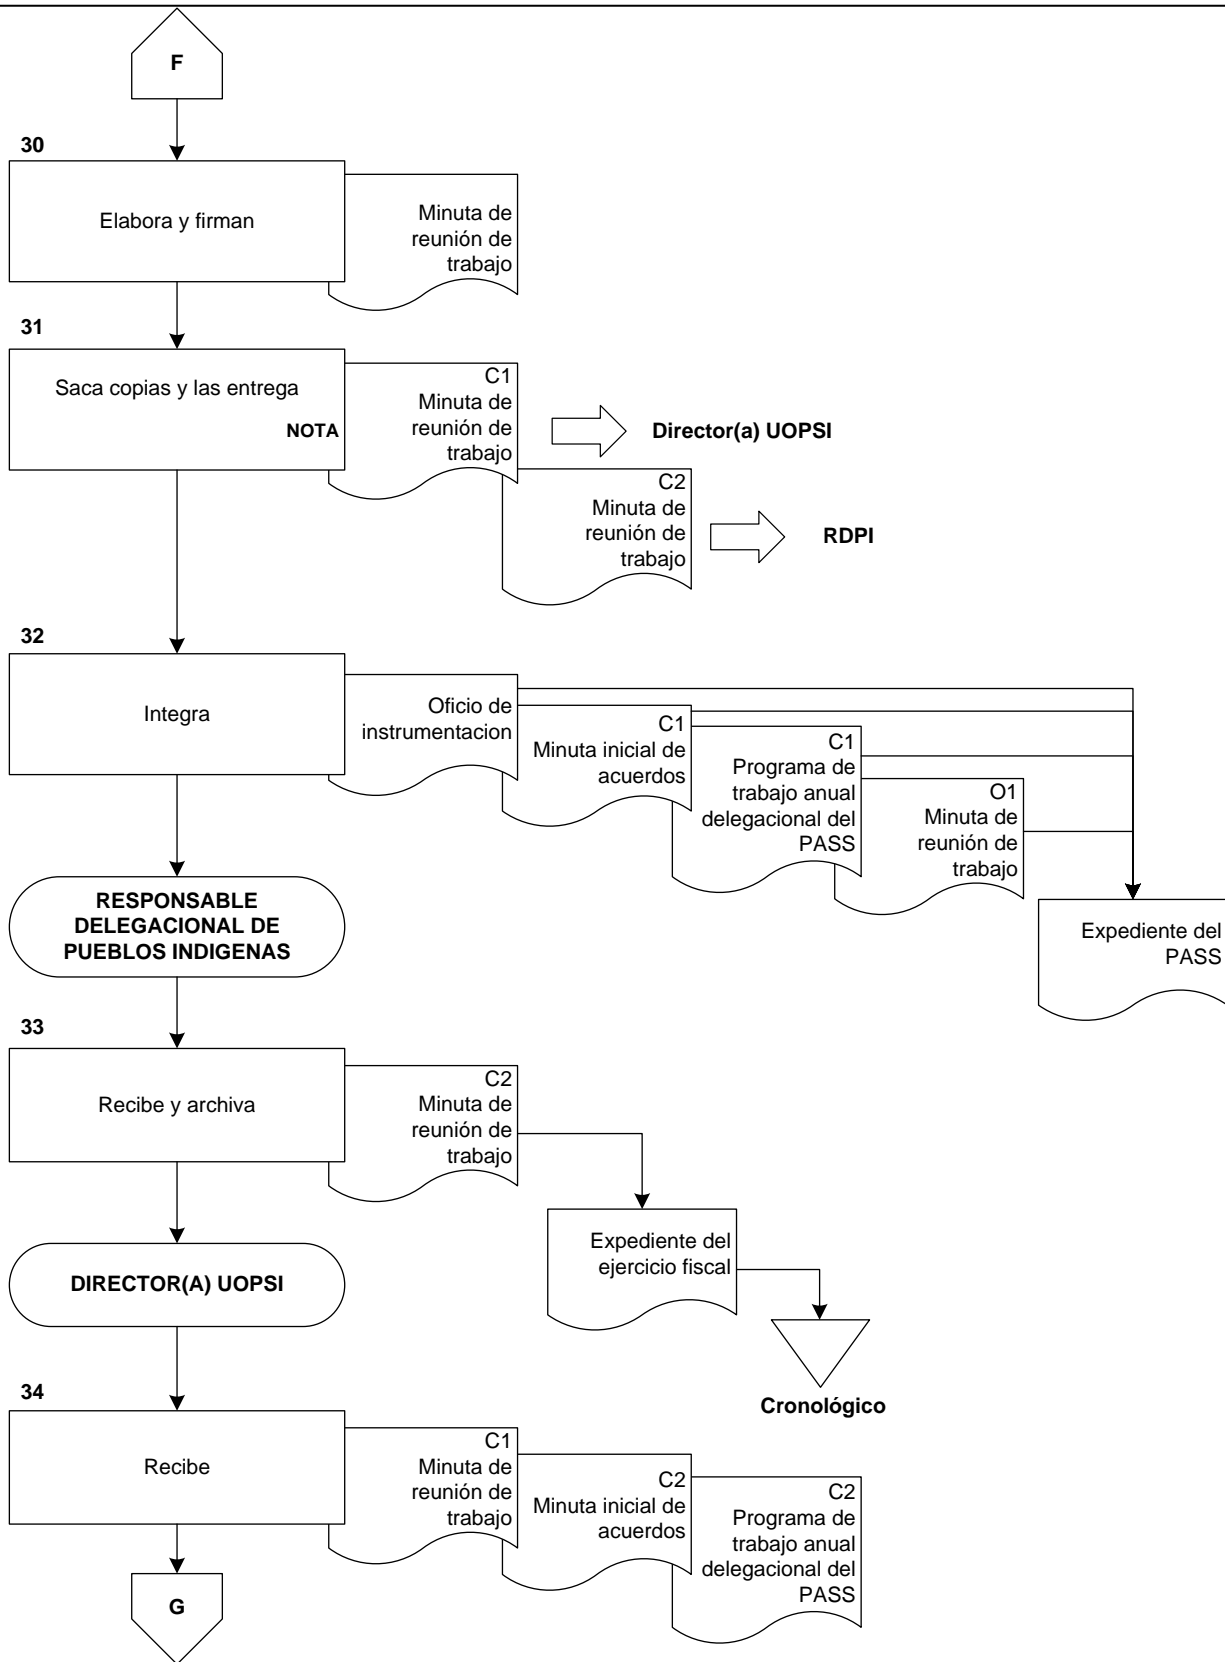 F
30
Elabora y firman
Minuta de
reunión de
trabajo
31
Saca copias y las entrega
NOTA
C1
Minuta de
reunión de
trabajo
Director(a) UOPSI
C2
Minuta de
reunión de
trabajo
RDPI
32
Integra
Oficio de
instrumentacion
C1
Minuta inicial de
acuerdos
C1
Programa de
trabajo anual
delegacional del
PASS
O1
Minuta de
reunión de
trabajo
Expediente del
PASS
RESPONSABLE
DELEGACIONAL DE
PUEBLOS INDIGENAS
33
Recibe y archiva
C2
Minuta de
reunión de
trabajo
Expediente del
ejercicio fiscal
Cronológico
DIRECTOR(A) UOPSI
34
Recibe
C1
Minuta de
reunión de
trabajo
C2
Minuta inicial de
acuerdos
C2
Programa de
trabajo anual
delegacional del
PASS
G